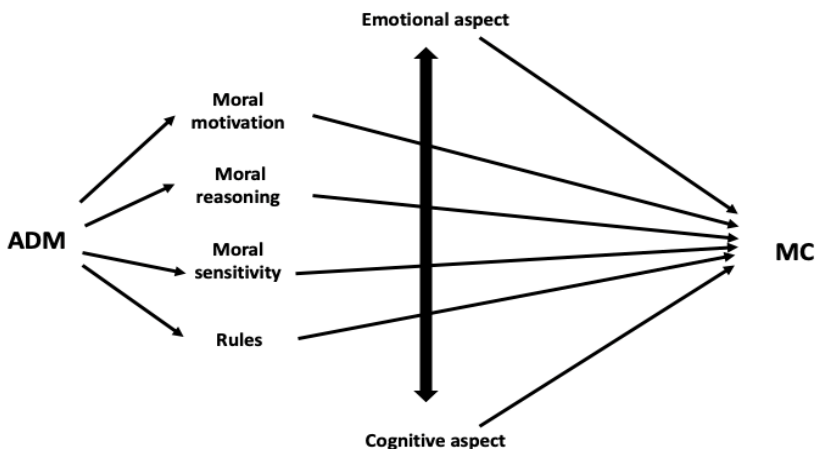 Emotional aspect
Moral
motivation
Moral
reasoning
ADM
Moral
sensitivity
MC
Rules
Cognitive aspect